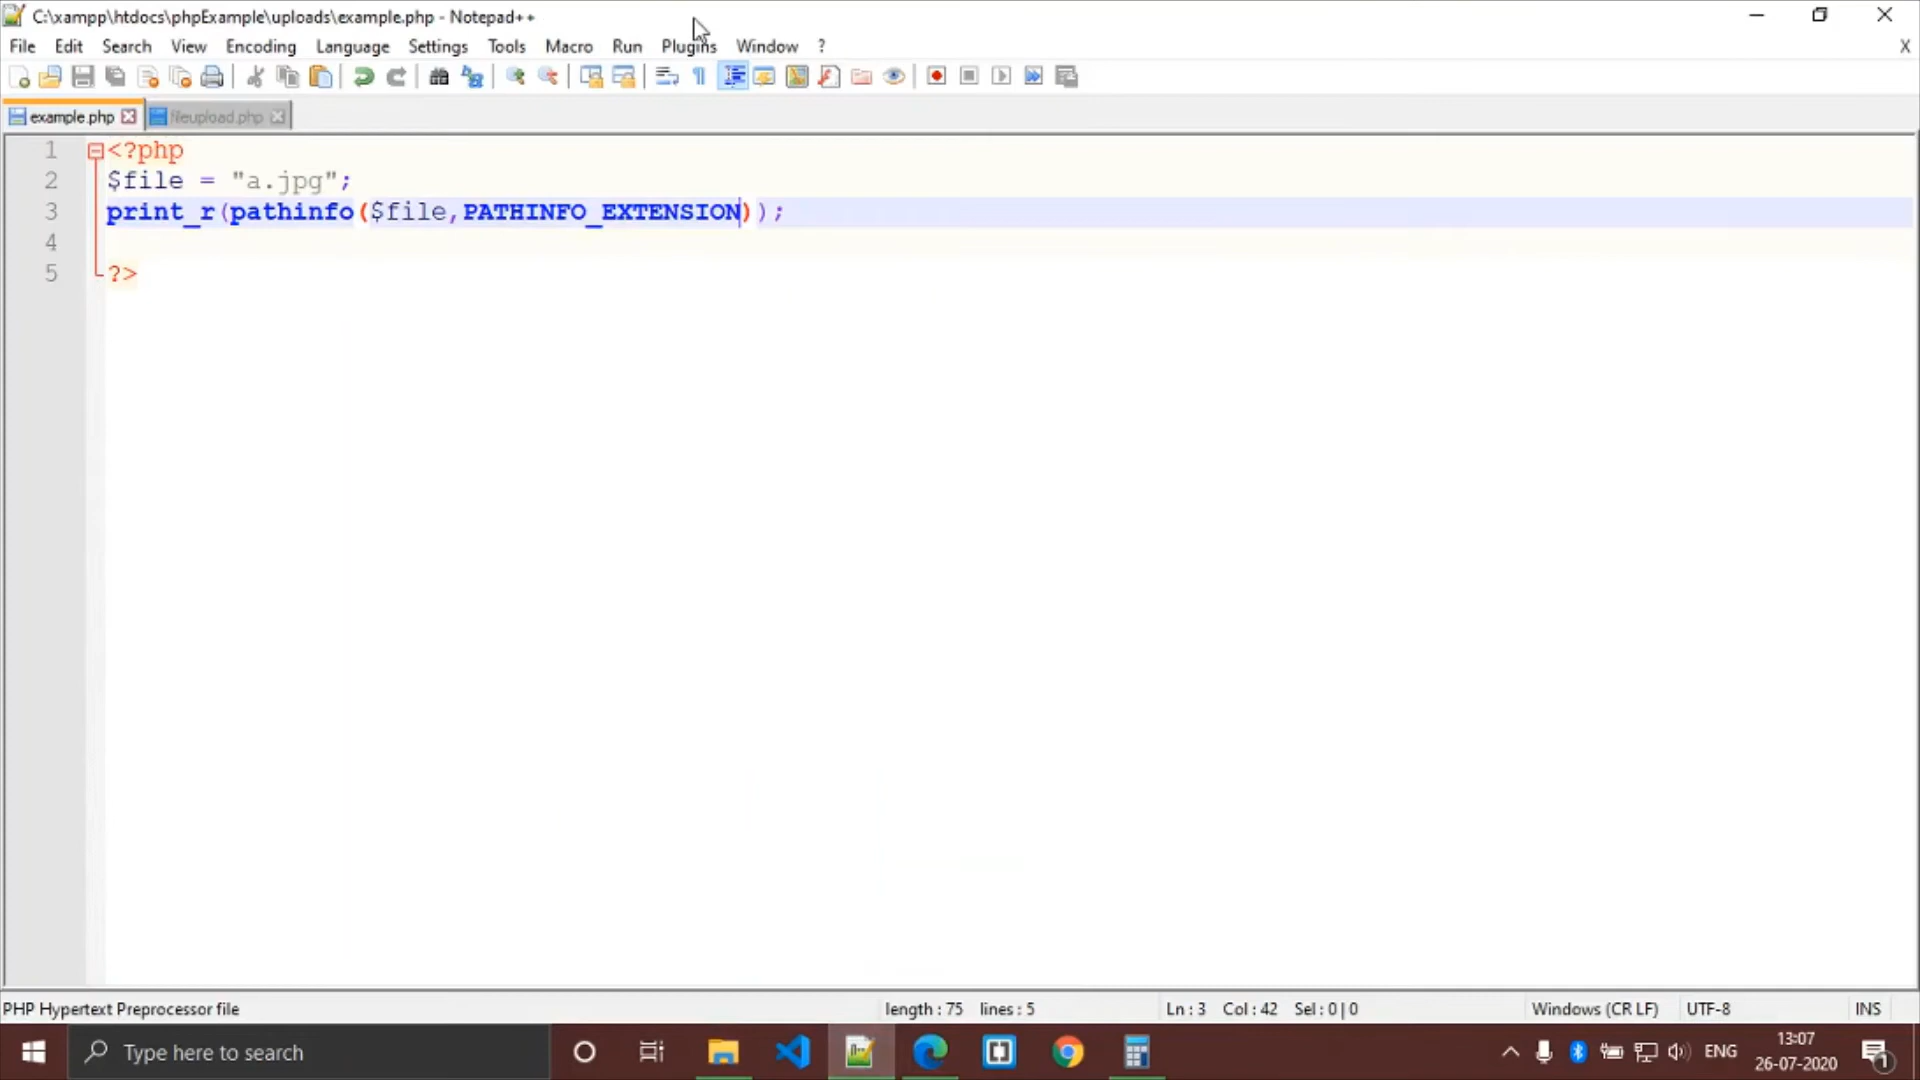 C:\xampp\htdocs\phpExample\uploads\example.php - Notepad++
File Edit Search View Encoding Language Settings Tools Macro Run Plugins Window ?
X
example.php fileupload.php
1 <?php
2 $file = "a.jpg";
3 print_r(pathinfo($file,PATHINFO_EXTENSION));
4
5 ?>
PHP Hypertext Preprocessor file length : 75 lines : 5 Ln : 3 Col : 42 Sel : 0 | 0 Windows (CR LF) UTF-8 INS
Type here to search
ENG
13:07
26-07-2020
1